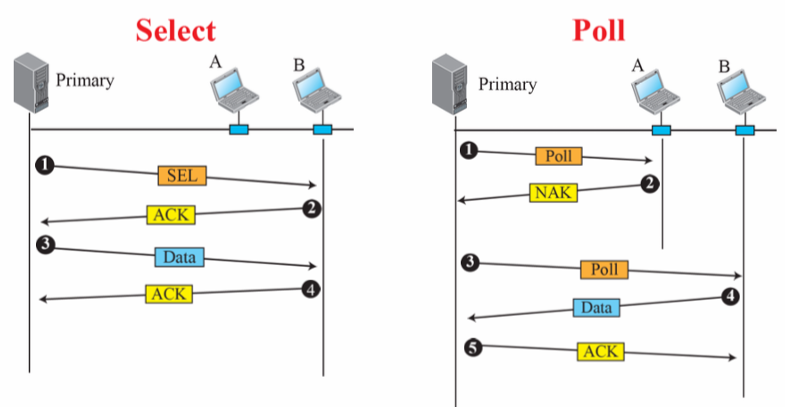 Select
Primary
A
B
1
SEL
ACK
2
3
Data
ACK
4
Poll
Primary
A
B
1
Poll
NAK
2
3
Poll
Data
4
5
ACK